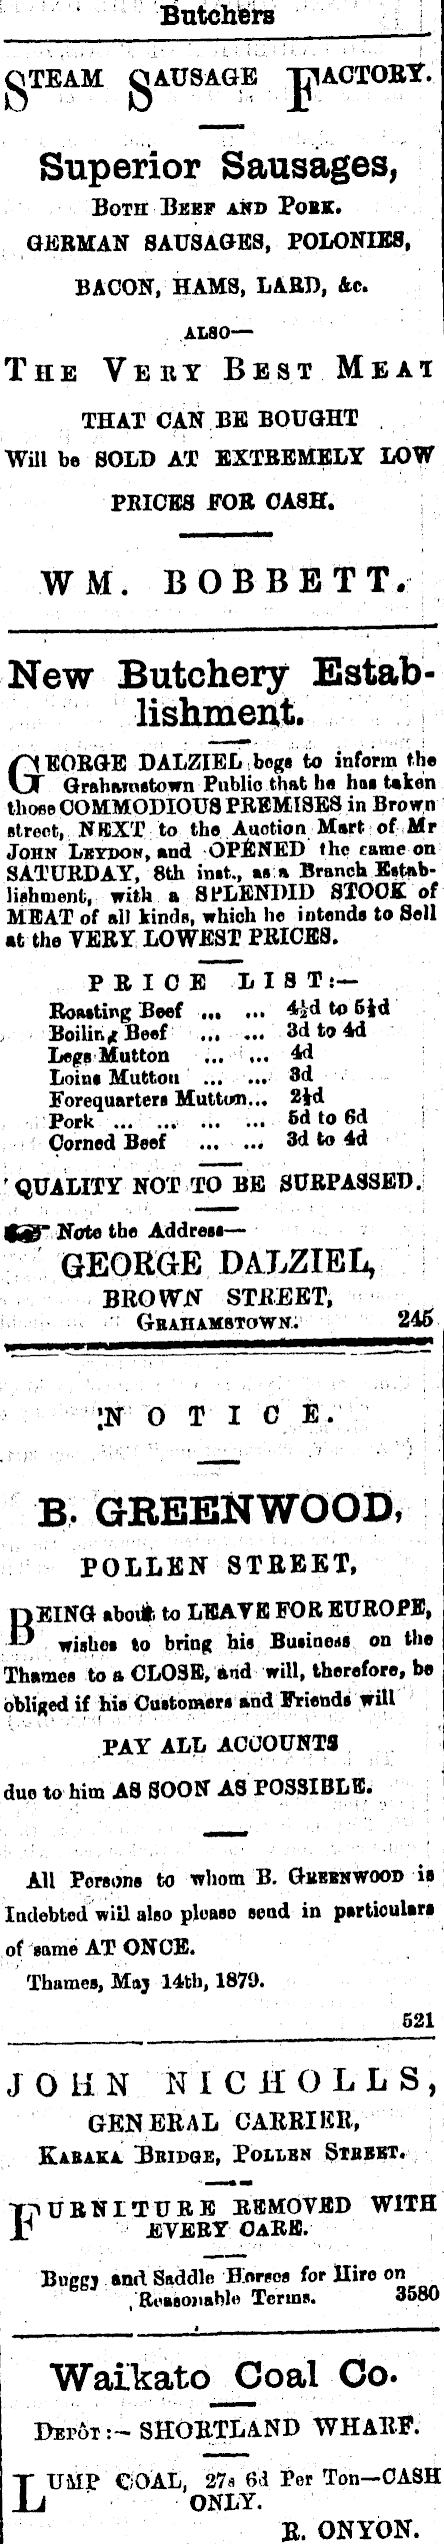 Butchers
STEAM SAUSAGE FACTORY.
Superior Sausages,
BOTH BEEF AND PORK.
GERMAN SAUSAGES, POLONIES,
BACON, HAMS, LARD, &c.
ALSO—
THE VERY BEST MEAT
THAT CAN BE BOUGHT
Will be SOLD AT EXTREMELY LOW
PRICES FOR CASH.
WM. BOBBETT.
New Butchery Estab-
lishment.
GEORGE DALZIEL begs to inform the
Grahamstown Public that he has taken
those COMMODIOUS PREMISES in Brown
street, NEXT to the Auction Mart of Mr
JOHN LEYDON, and OPENED the same on
SATURDAY, 8th inst., as a Branch Estab-
lishment, with a SPLENDID STOCK of
MEAT of all kinds, which he intends to Sell
at the VERY LOWEST PRICES.
PRICE LIST:—
Roasting Beef ... ... 4½d to 5½d
Boiling Beef ... ... 3d to 4d
Legs Mutton ... ... 4d
Loins Mutton ... ... 3d
Forequarters Mutton... 2½d
Pork ... ... ... ... 5d to 6d
Corned Beef ... ... 3d to 4d
QUALITY NOT TO BE SURPASSED.
☞ Note the Address—
GEORGE DALZIEL,
BROWN STREET,
GRAHAMSTOWN. 245
NOTICE.
B. GREENWOOD,
POLLEN STREET,
BEING about to LEAVE FOR EUROPE,
wishes to bring his Business on the
Thames to a CLOSE, and will, therefore, be
obliged if his Customers and Friends will
PAY ALL ACCOUNTS
due to him AS SOON AS POSSIBLE.
All Persons to whom B. GREENWOOD is
Indebted will also please send in particulars
of same AT ONCE.
Thames, May 14th, 1879.
521
JOHN NICHOLLS,
GENERAL CARRIER,
KARAKA BRIDGE, POLLEN STREET.
FURNITURE REMOVED WITH
EVERY CARE.
Buggy and Saddle Horses for Hire on
Reasonable Terms. 3580
Waikato Coal Co.
DEPÔT:— SHORTLAND WHARF.
LUMP COAL, 27s 6d Per Ton—CASH
ONLY.
R. ONYON.